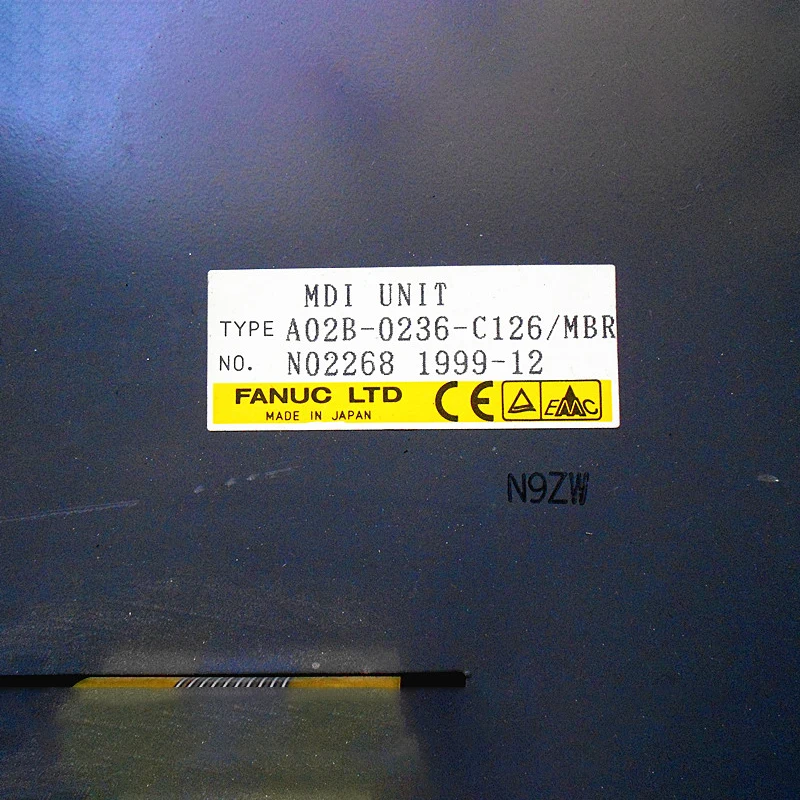 MDI UNIT
TYPE A02B-0236-C126/MBR
NO. N02268 1999-12
FANUC LTD
MADE IN JAPAN
CE
EMC
N9ZW